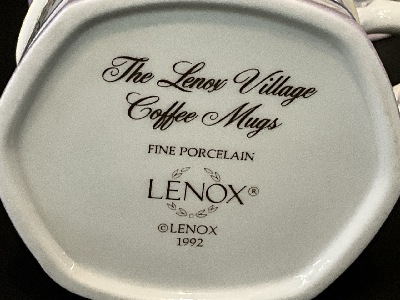 The Lenox Village
Coffee Mugs
FINE PORCELAIN
LENOX®
©LENOX
1992